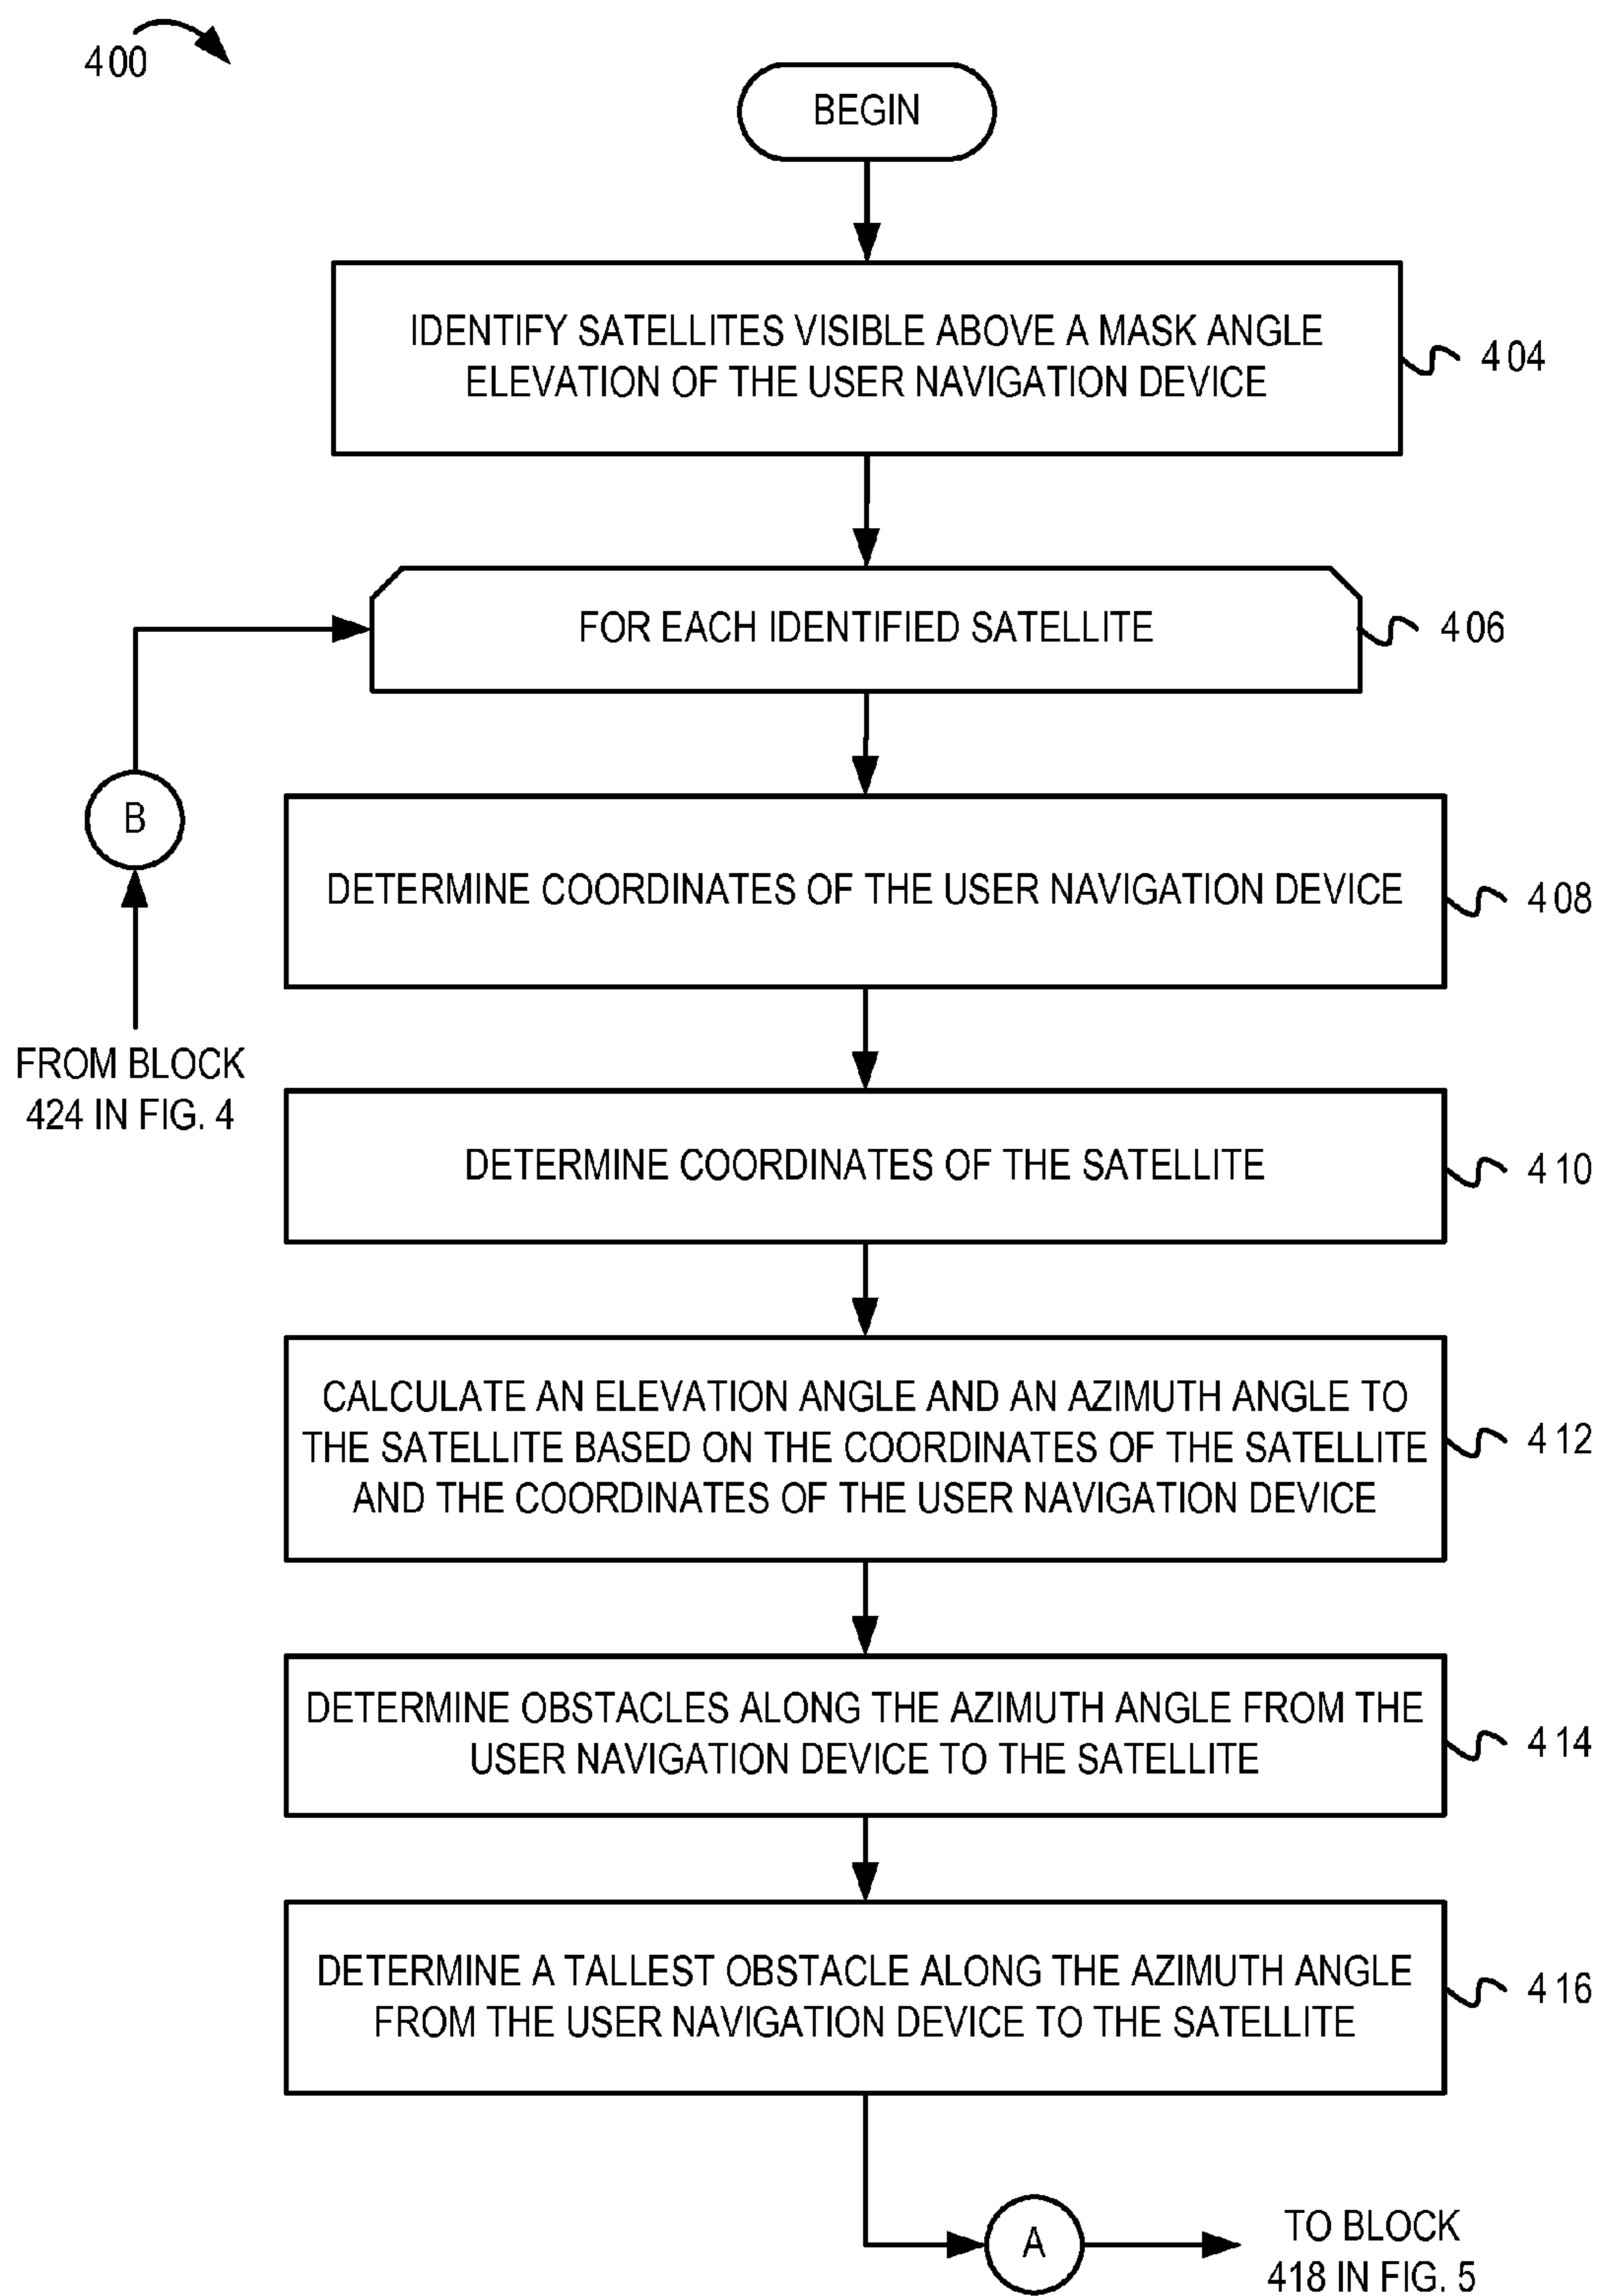 400
BEGIN
IDENTIFY SATELLITES VISIBLE ABOVE A MASK ANGLE
ELEVATION OF THE USER NAVIGATION DEVICE
404
FOR EACH IDENTIFIED SATELLITE
406
B
FROM BLOCK
424 IN FIG. 4
DETERMINE COORDINATES OF THE USER NAVIGATION DEVICE
408
DETERMINE COORDINATES OF THE SATELLITE
410
CALCULATE AN ELEVATION ANGLE AND AN AZIMUTH ANGLE TO
THE SATELLITE BASED ON THE COORDINATES OF THE SATELLITE
AND THE COORDINATES OF THE USER NAVIGATION DEVICE
412
DETERMINE OBSTACLES ALONG THE AZIMUTH ANGLE FROM THE
USER NAVIGATION DEVICE TO THE SATELLITE
414
DETERMINE A TALLEST OBSTACLE ALONG THE AZIMUTH ANGLE
FROM THE USER NAVIGATION DEVICE TO THE SATELLITE
416
A
TO BLOCK
418 IN FIG. 5